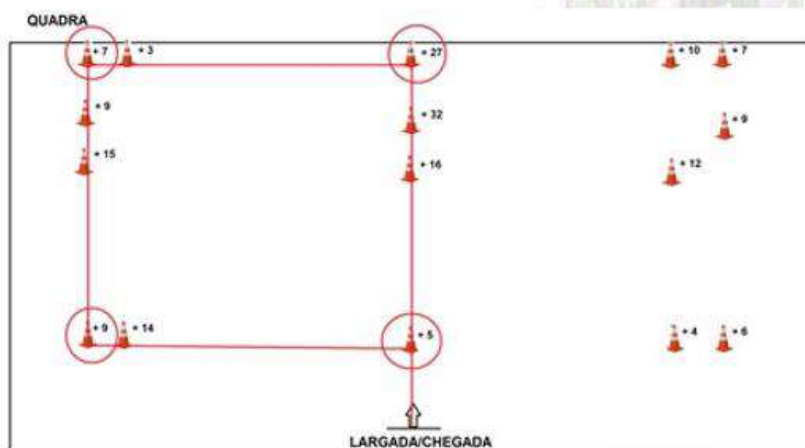 QUADRA
+ 7 + 3 + 27 + 10 + 7
+ 9 + 32 + 9
+ 15 + 16 + 12
+ 9 + 14 + 5 + 4 + 6
LARGADA/CHEGADA